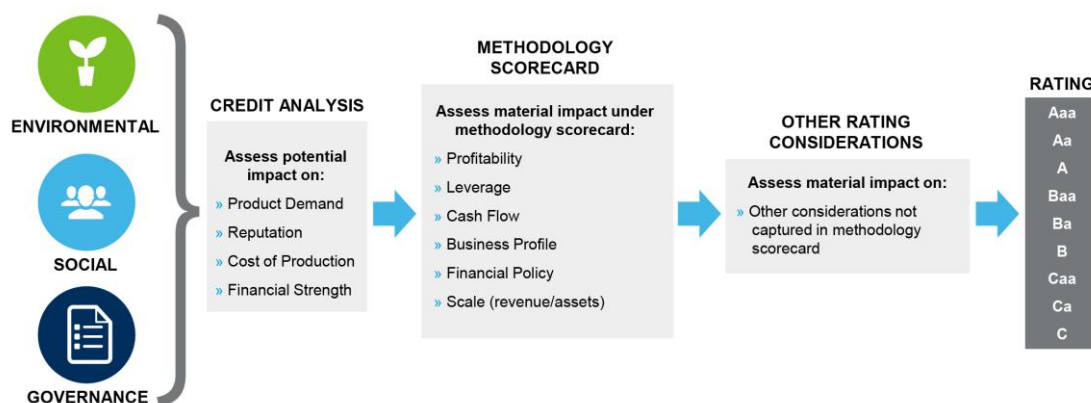 ENVIRONMENTAL
SOCIAL
GOVERNANCE
CREDIT ANALYSIS
Assess potential
impact on:
» Product Demand
» Reputation
» Cost of Production
» Financial Strength
METHODOLOGY
SCORECARD
Assess material impact under
methodology scorecard:
» Profitability
» Leverage
» Cash Flow
» Business Profile
» Financial Policy
» Scale (revenue/assets)
OTHER RATING
CONSIDERATIONS
Assess material impact on:
» Other considerations not
captured in methodology
scorecard
RATING
Aaa
Aa
A
Baa
Ba
B
Caa
Ca
C